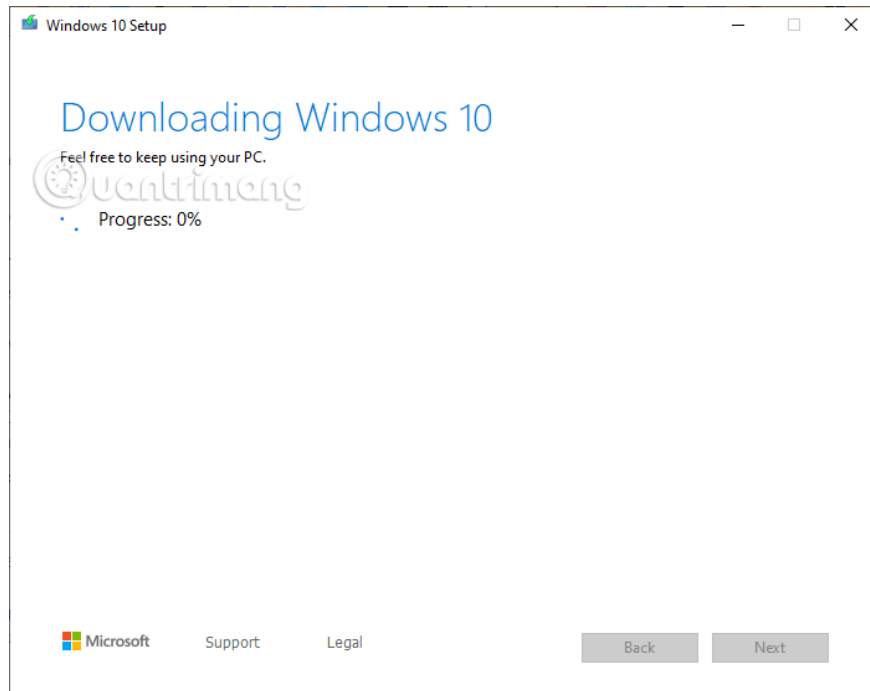 Windows 10 Setup
Downloading Windows 10
Feel free to keep using your PC.
Quantrimang
Progress: 0%
Microsoft Support Legal Back Next